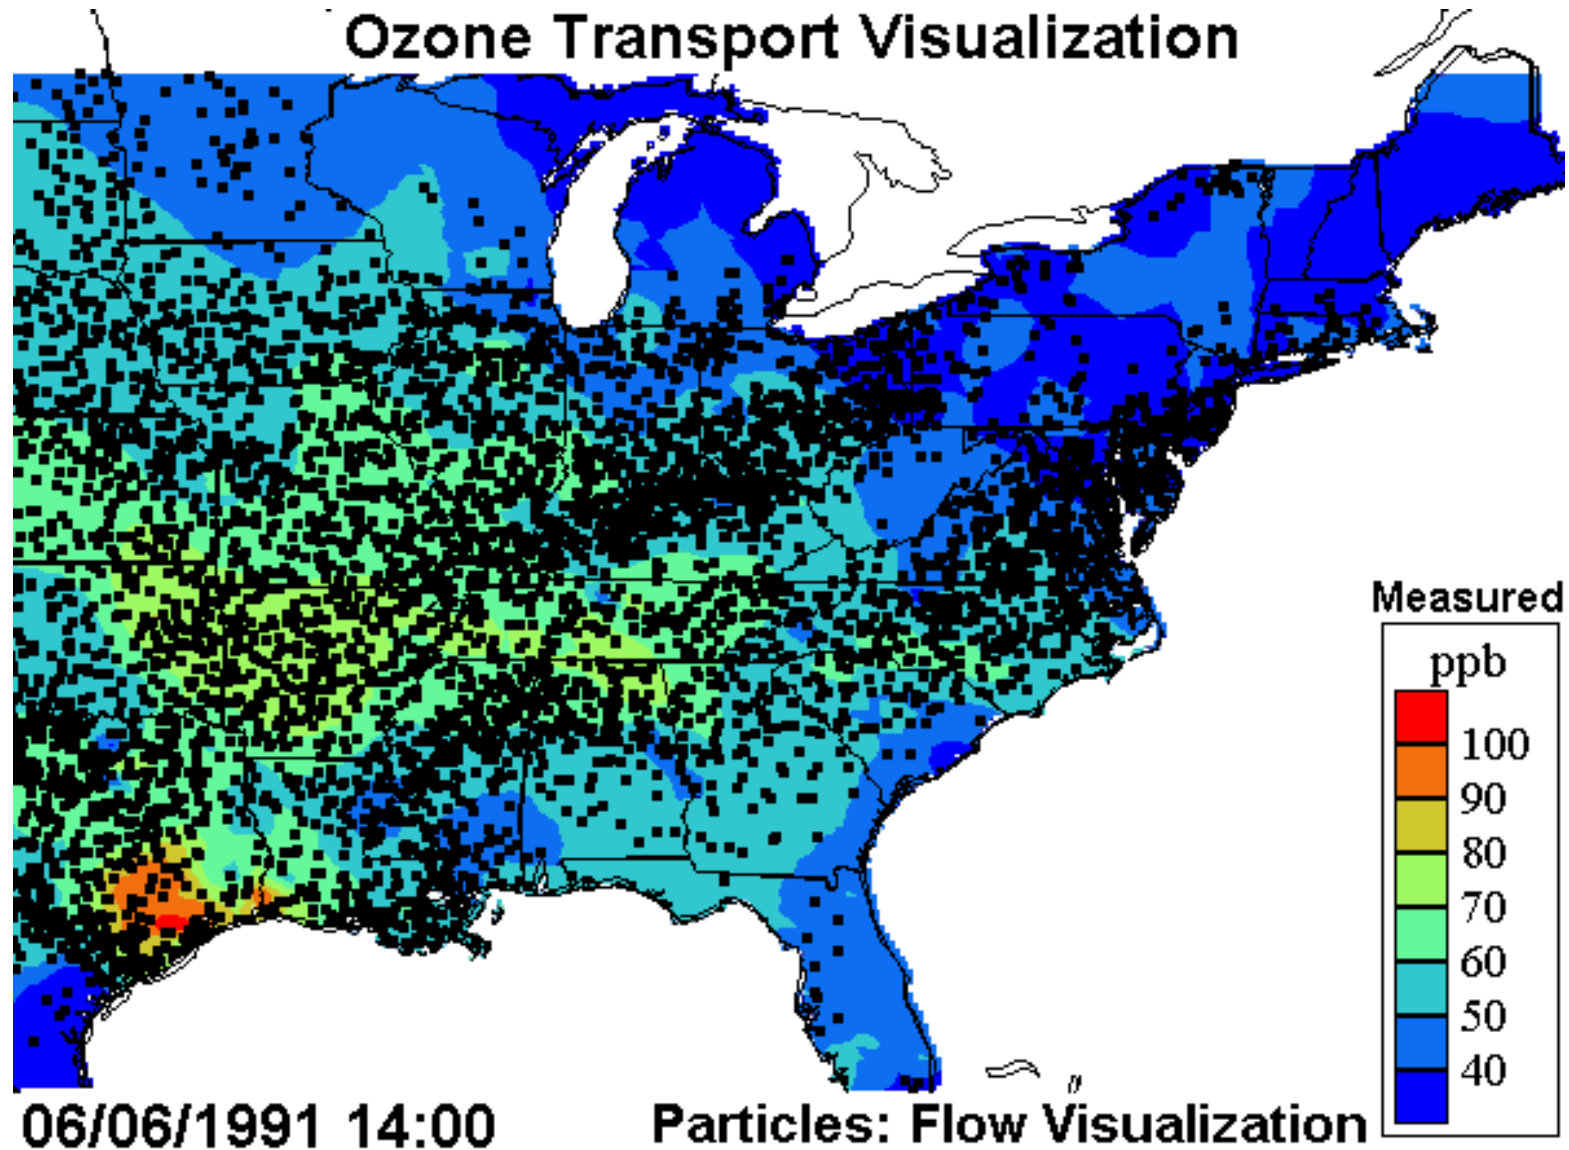 Ozone Transport Visualization
Measured
ppb
100
90
80
70
60
50
40
06/06/1991 14:00
Particles: Flow Visualization